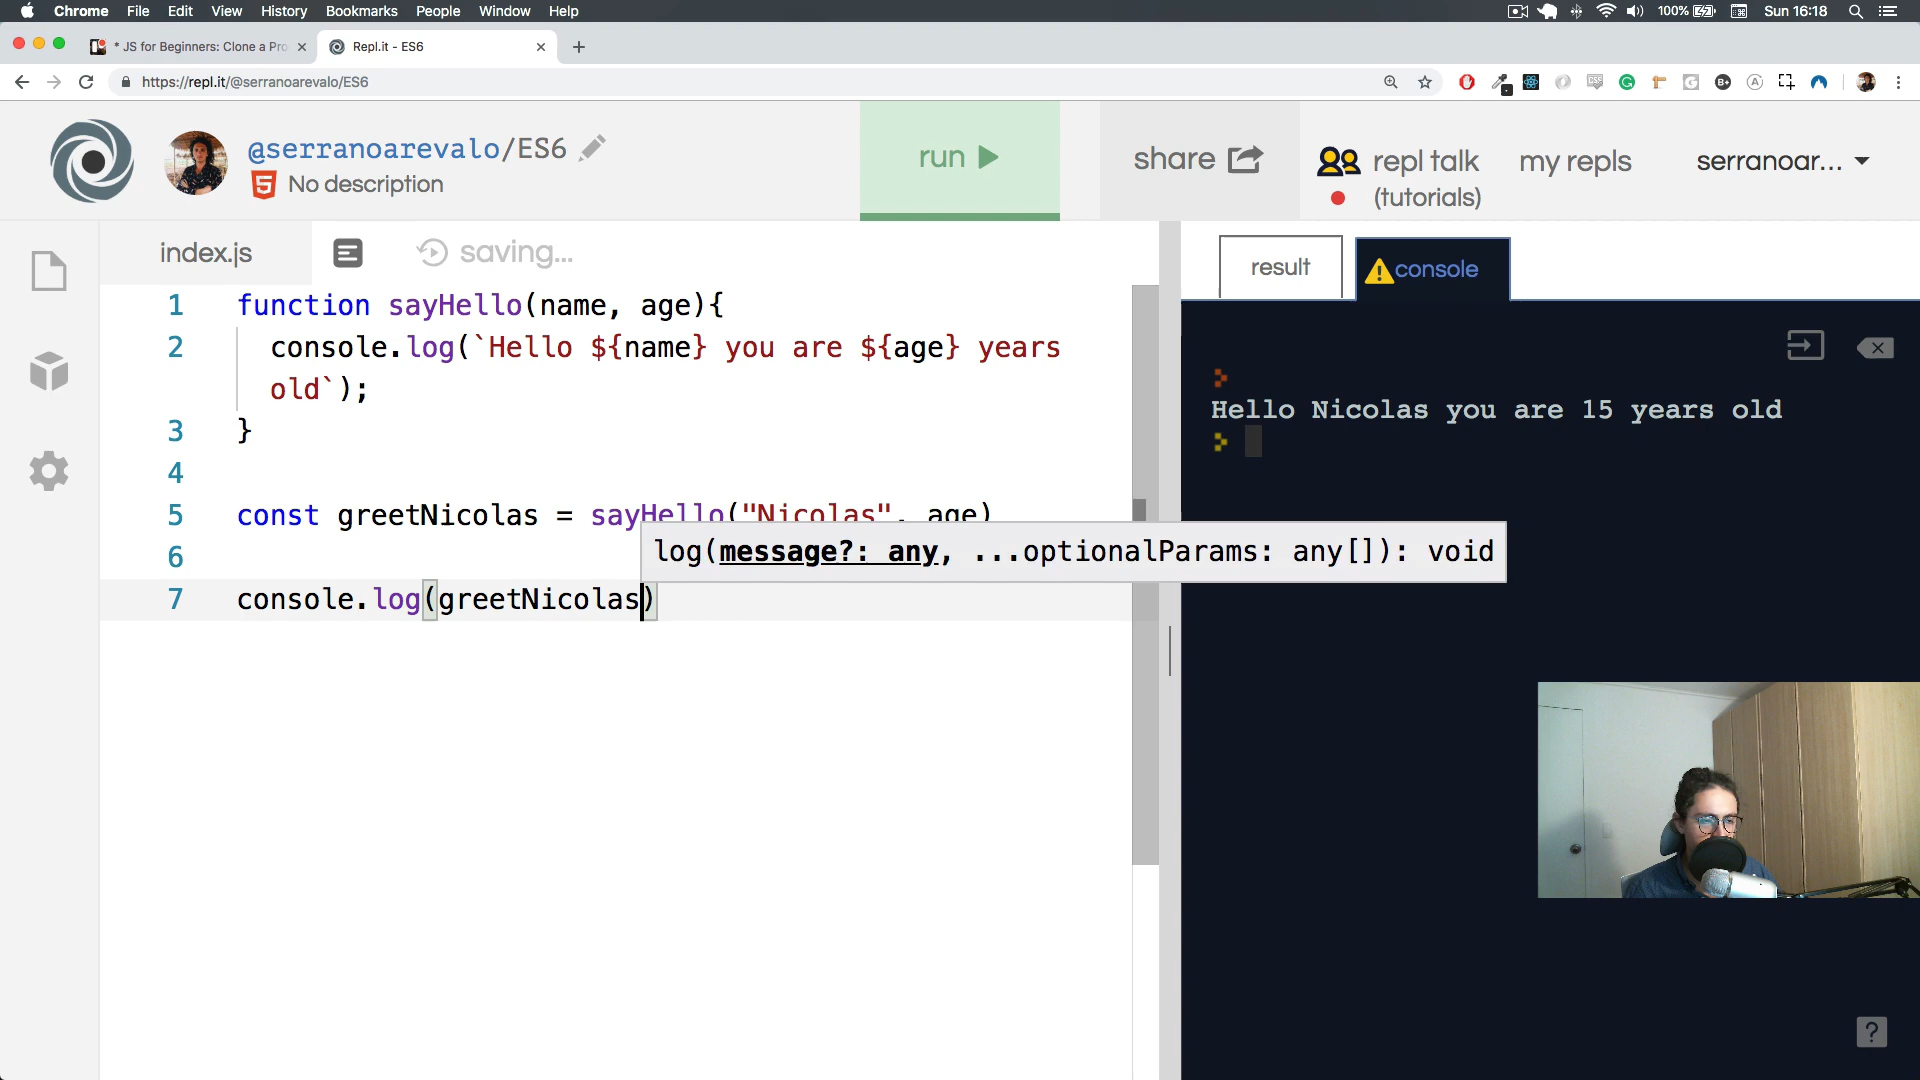 Chrome File Edit View History Bookmarks People Window Help 100% Sun 16:18
* JS for Beginners: Clone a Pro
Repl.it - ES6
https://repl.it/@serranoarevalo/ES6
@serranoarevalo/ES6
No description
run
share
repl talk
(tutorials)
my repls
serranoar...
index.js
saving...
result
console
1 function sayHello(name, age){
2 console.log(`Hello ${name} you are ${age} years
old`);
3 }
4
5 const greetNicolas = sayHello("Nicolas", age)
6
log(message?: any, ...optionalParams: any[]): void
7 console.log(greetNicolas)
Hello Nicolas you are 15 years old
?